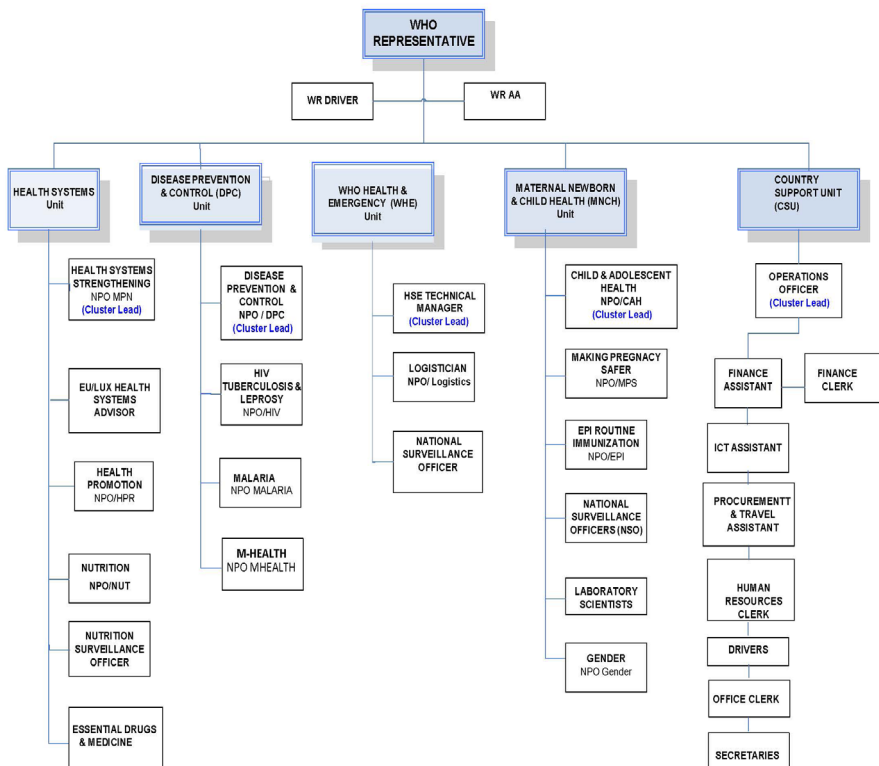 WHO
REPRESENTATIVE
WR DRIVER
WR AA
HEALTH SYSTEMS
Unit
DISEASE PREVENTION
& CONTROL (DPC)
Unit
WHO HEALTH &
EMERGENCY (WHE)
Unit
MATERNAL NEWBORN
& CHILD HEALTH (MNCH)
Unit
COUNTRY
SUPPORT UNIT
(CSU)
HEALTH SYSTEMS
STRENGTHENING
NPO MPN
(Cluster Lead)
EU/LUX HEALTH
SYSTEMS
ADVISOR
HEALTH
PROMOTION
NPO/HPR
NUTRITION
NPO/NUT
NUTRITION
SURVEILLANCE
OFFICER
ESSENTIAL DRUGS
& MEDICINE
DISEASE
PREVENTION &
CONTROL
NPO / DPC
(Cluster Lead)
HIV
TUBERCULOSIS &
LEPROSY
NPO/HIV
MALARIA
NPO MALARIA
M-HEALTH
NPO MHEALTH
HSE TECHNICAL
MANAGER
(Cluster Lead)
LOGISTICIAN
NPO/ Logistics
NATIONAL
SURVEILLANCE
OFFICER
CHILD & ADOLESCENT
HEALTH
NPO/CAH
(Cluster Lead)
MAKING PREGNACY
SAFER
NPO/MPS
EPI ROUTINE
IMMUNIZATION
NPO/EPI
NATIONAL
SURVEILLANCE
OFFICERS (NSO)
LABORATORY
SCIENTISTS
GENDER
NPO Gender
OPERATIONS
OFFICER
(Cluster Lead)
FINANCE
ASSISTANT
FINANCE
CLERK
ICT ASSISTANT
PROCUREMENTT
& TRAVEL
ASSISTANT
HUMAN
RESOURCES
CLERK
DRIVERS
OFFICE CLERK
SECRETARIES